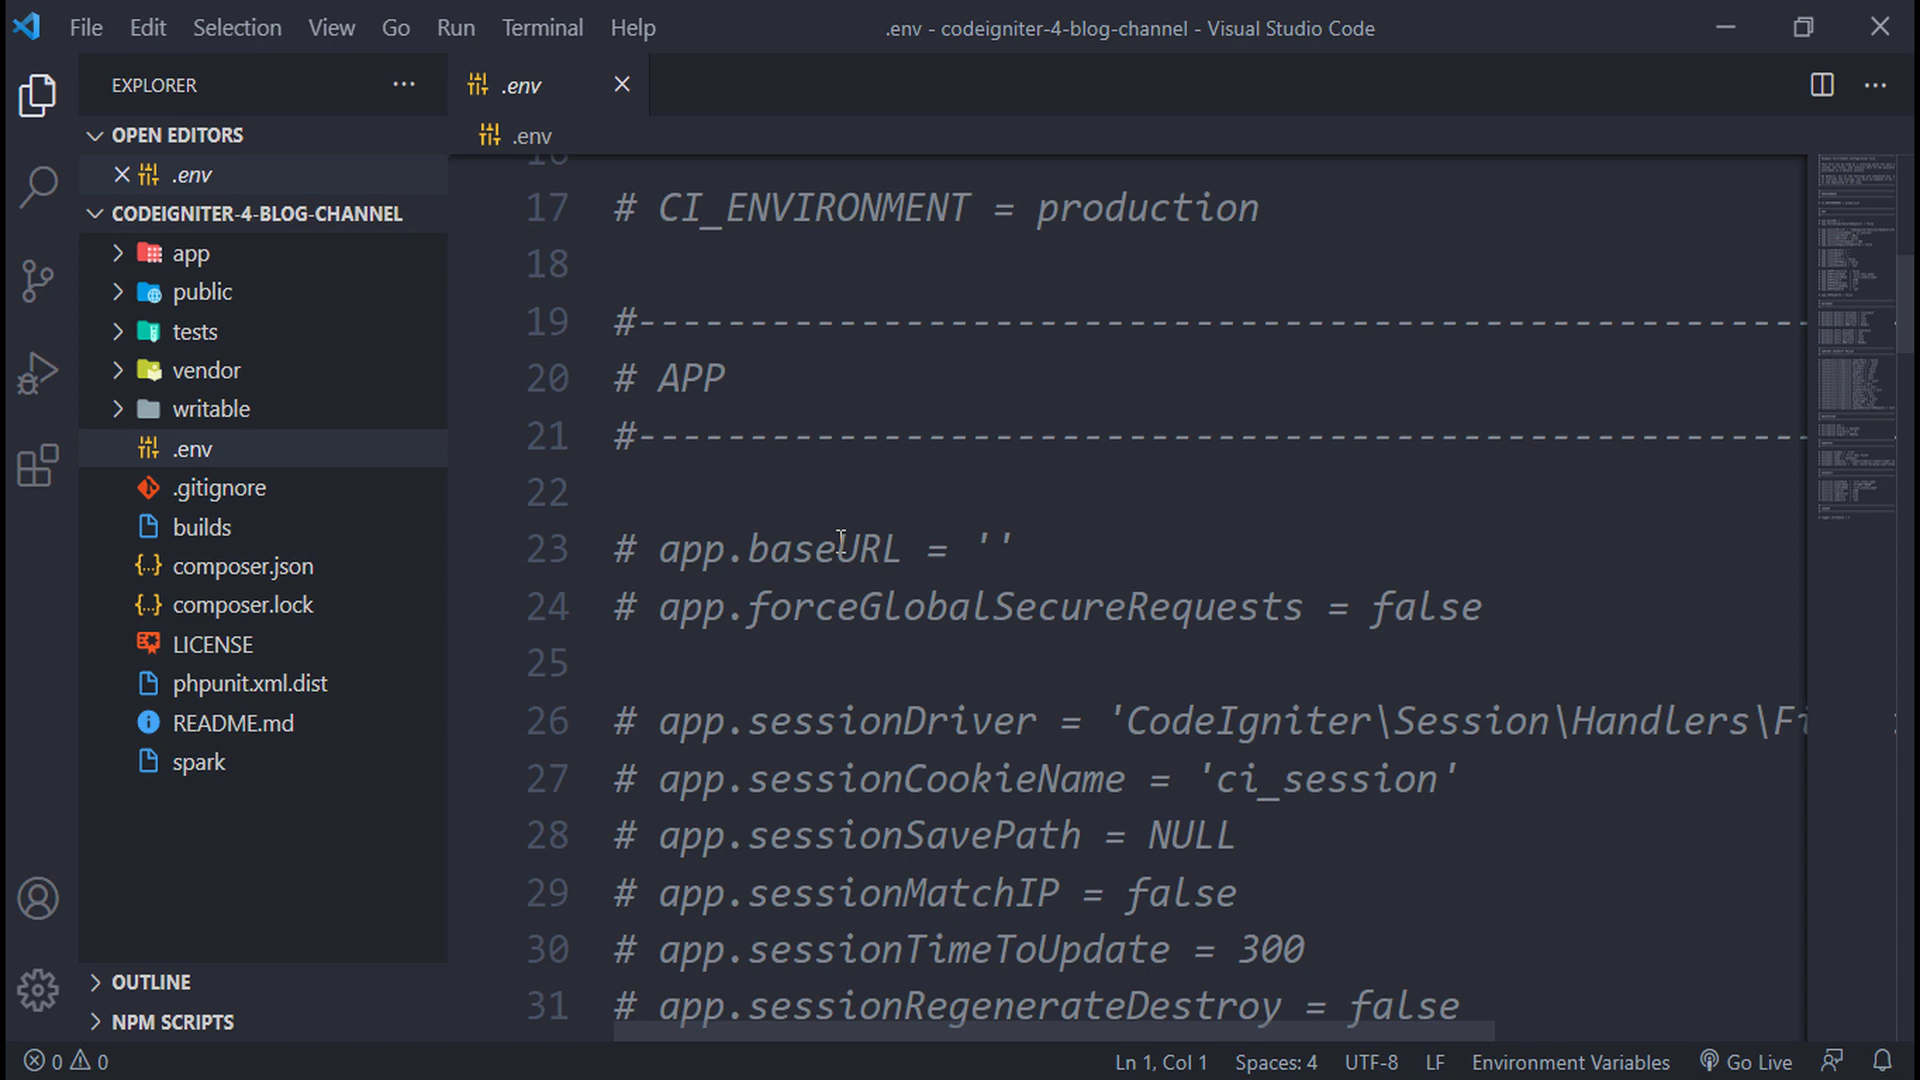 File Edit Selection View Go Run Terminal Help
.env - codeigniter-4-blog-channel - Visual Studio Code
EXPLORER
OPEN EDITORS
.env
CODEIGNITER-4-BLOG-CHANNEL
app
public
tests
vendor
writable
.env
.gitignore
builds
composer.json
composer.lock
LICENSE
phpunit.xml.dist
README.md
spark
OUTLINE
NPM SCRIPTS
.env
.env
16
17 # CI_ENVIRONMENT = production
18
19 #----------------------------------------------------
20 # APP
21 #----------------------------------------------------
22
23 # app.baseURL = ''
24 # app.forceGlobalSecureRequests = false
25
26 # app.sessionDriver = 'CodeIgniter\Session\Handlers\Fi
27 # app.sessionCookieName = 'ci_session'
28 # app.sessionSavePath = NULL
29 # app.sessionMatchIP = false
30 # app.sessionTimeToUpdate = 300
31 # app.sessionRegenerateDestroy = false
0 0
Ln 1, Col 1 Spaces: 4 UTF-8 LF Environment Variables Go Live